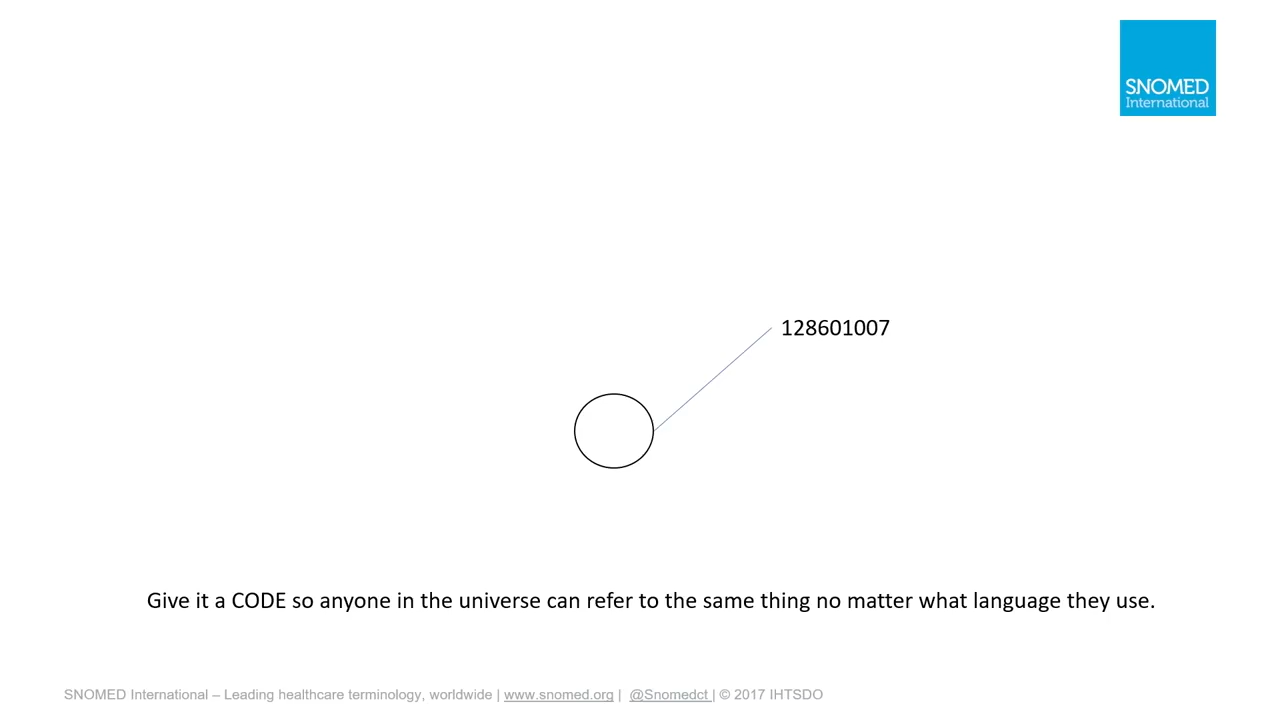 SNOMED
International
128601007
Give it a CODE so anyone in the universe can refer to the same thing no matter what language they use.
SNOMED International – Leading healthcare terminology, worldwide | www.snomed.org | @Snomedct | © 2017 IHTSDO